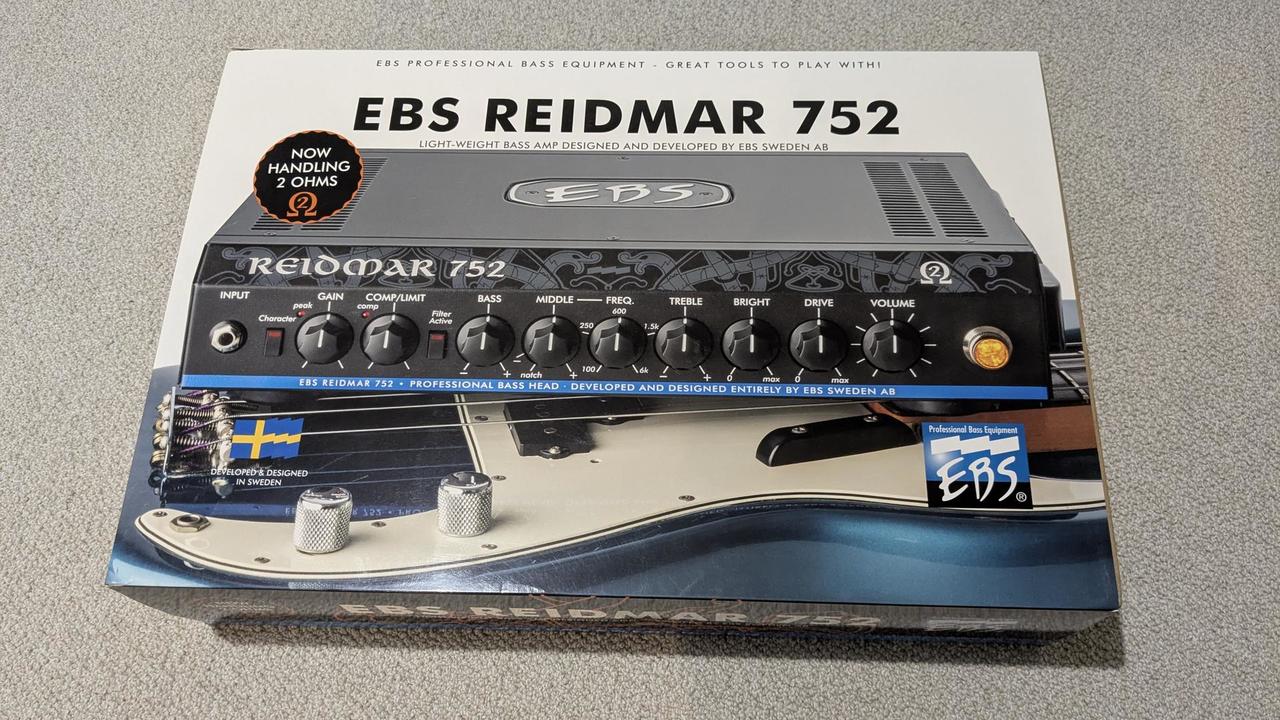 EBS PROFESSIONAL BASS EQUIPMENT - GREAT TOOLS TO PLAY WITH!
EBS REIDMAR 752
LIGHT-WEIGHT BASS AMP DESIGNED AND DEVELOPED BY EBS SWEDEN AB
NOW
HANDLING
2 OHMS
Ω2
EBS
REIDMAR 752
Ω2
INPUT
Character
peak
GAIN
comp
COMP/LIMIT
Filter
Active
BASS
- +
MIDDLE
- +
notch
FREQ.
600
250 1.5k
100 6k
TREBLE
- +
BRIGHT
0 max
DRIVE
0 max
VOLUME
EBS REIDMAR 752 • PROFESSIONAL BASS HEAD · DEVELOPED AND DESIGNED ENTIRELY BY EBS SWEDEN AB
DEVELOPED & DESIGNED
IN SWEDEN
Professional Bass Equipment
EBS®
EBS REIDMAR 752